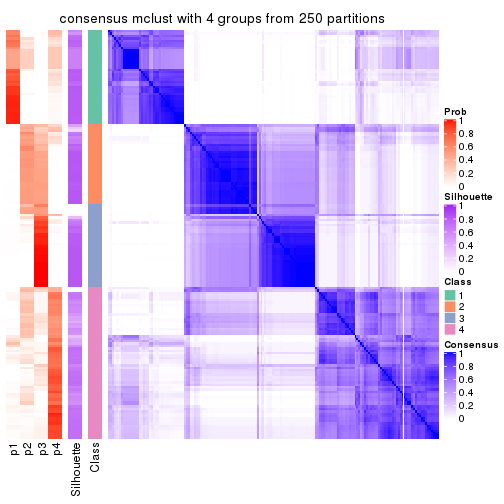 consensus mclust with 4 groups from 250 partitions
Prob
1
0.8
0.6
0.4
0.2
0
Silhouette
1
0.8
0.6
0.4
0.2
0
Class
1
2
3
4
Consensus
1
0.8
0.6
0.4
0.2
0
p1
p2
p3
p4
Silhouette
Class